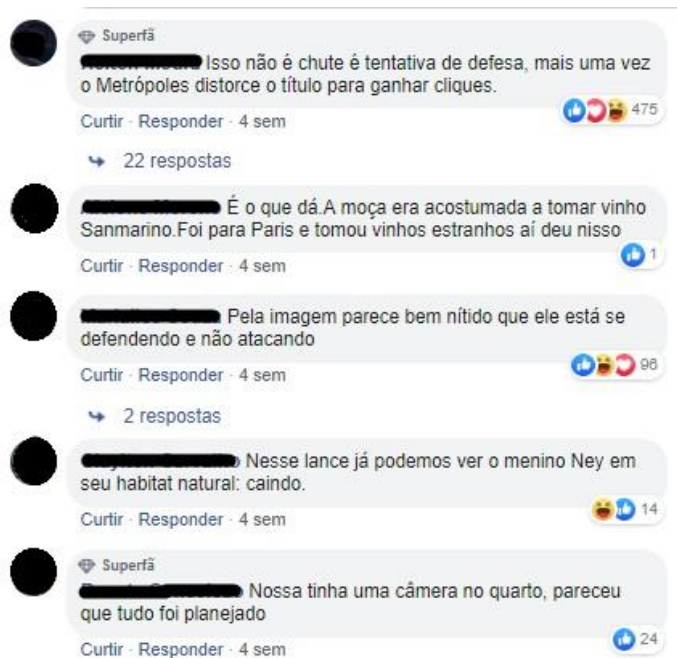 Superfã
Isso não é chute é tentativa de defesa, mais uma vez
o Metrópoles distorce o título para ganhar cliques.
475
Curtir · Responder · 4 sem
22 respostas
É o que dá.A moça era acostumada a tomar vinho
Sanmarino.Foi para Paris e tomou vinhos estranhos aí deu nisso
1
Curtir · Responder · 4 sem
Pela imagem parece bem nítido que ele está se
defendendo e não atacando
96
Curtir · Responder · 4 sem
2 respostas
Nesse lance já podemos ver o menino Ney em
seu habitat natural: caindo.
14
Curtir · Responder · 4 sem
Superfã
Nossa tinha uma câmera no quarto, pareceu
que tudo foi planejado
24
Curtir · Responder · 4 sem